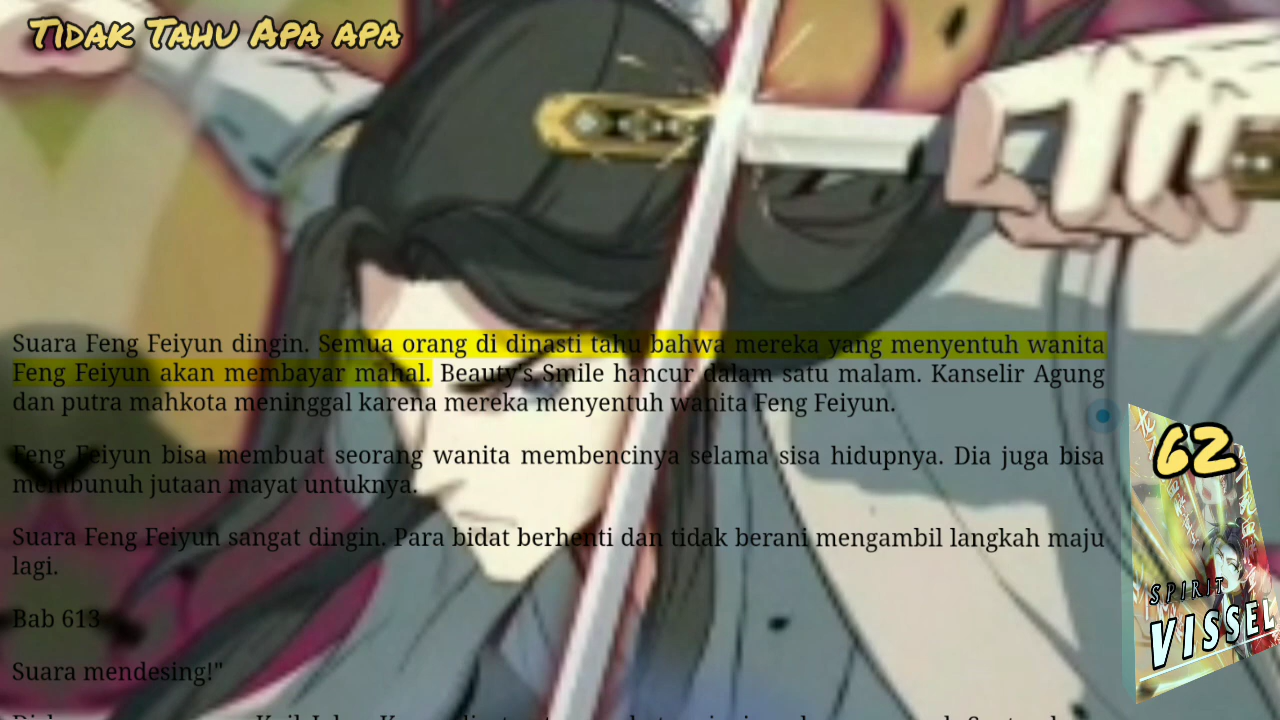 Tidak Tahu Apa apa
Suara Feng Feiyun dingin. Semua orang di dinasti tahu bahwa mereka yang menyentuh wanita
Feng Feiyun akan membayar mahal. Beauty's Smile hancur dalam satu malam. Kanselir Agung
dan putra mahkota meninggal karena mereka menyentuh wanita Feng Feiyun.
Feng Feiyun bisa membuat seorang wanita membencinya selama sisa hidupnya. Dia juga bisa
membunuh jutaan mayat untuknya.
Suara Feng Feiyun sangat dingin. Para bidat berhenti dan tidak berani mengambil langkah maju
lagi.
Bab 613
Suara mendesing!"
62
SPIRIT
VISSEL